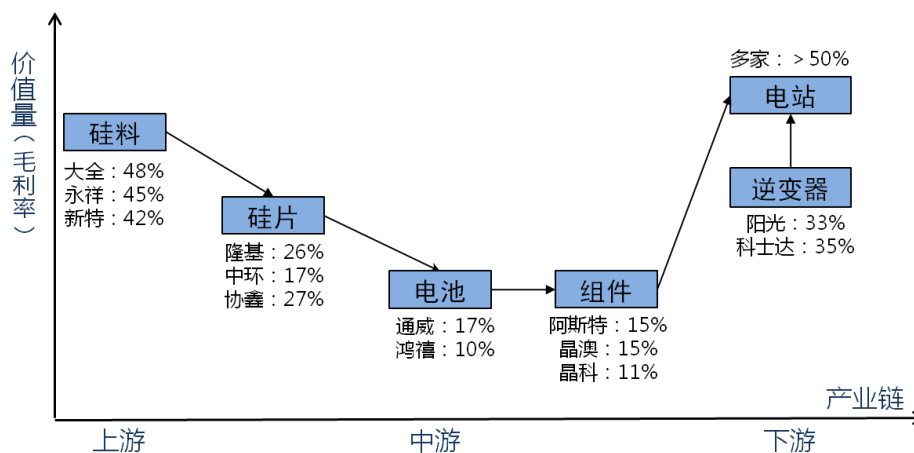 价值量（毛利率）
硅料
大全：48%
永祥：45%
新特：42%
硅片
隆基：26%
中环：17%
协鑫：27%
电池
通威：17%
鸿禧：10%
组件
阿斯特：15%
晶澳：15%
晶科：11%
多家：＞50%
电站
逆变器
阳光：33%
科士达：35%
产业链
上游
中游
下游